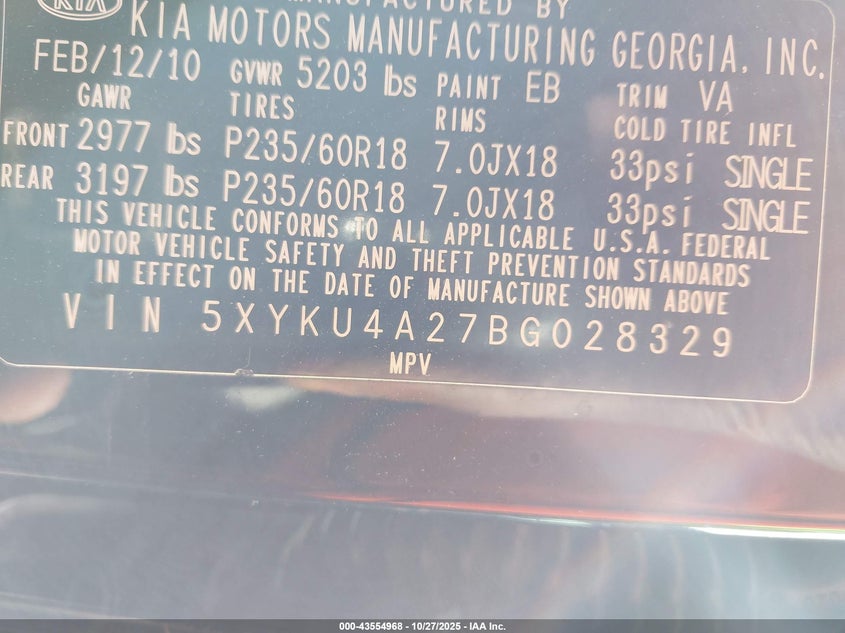 KIA
MANUFACTURED BY
KIA MOTORS MANUFACTURING GEORGIA, INC.
FEB/12/10 GVWR 5203 lbs PAINT EB TRIM VA
GAWR TIRES RIMS COLD TIRE INFL
FRONT 2977 lbs P235/60R18 7.0JX18 33psi SINGLE
REAR 3197 lbs P235/60R18 7.0JX18 33psi SINGLE
THIS VEHICLE CONFORMS TO ALL APPLICABLE U.S.A. FEDERAL
MOTOR VEHICLE SAFETY AND THEFT PREVENTION STANDARDS
IN EFFECT ON THE DATE OF MANUFACTURE SHOWN ABOVE
VIN 5XYKU4A27BG028329
MPV
000-43554968 - 10/27/2025 - IAA Inc.